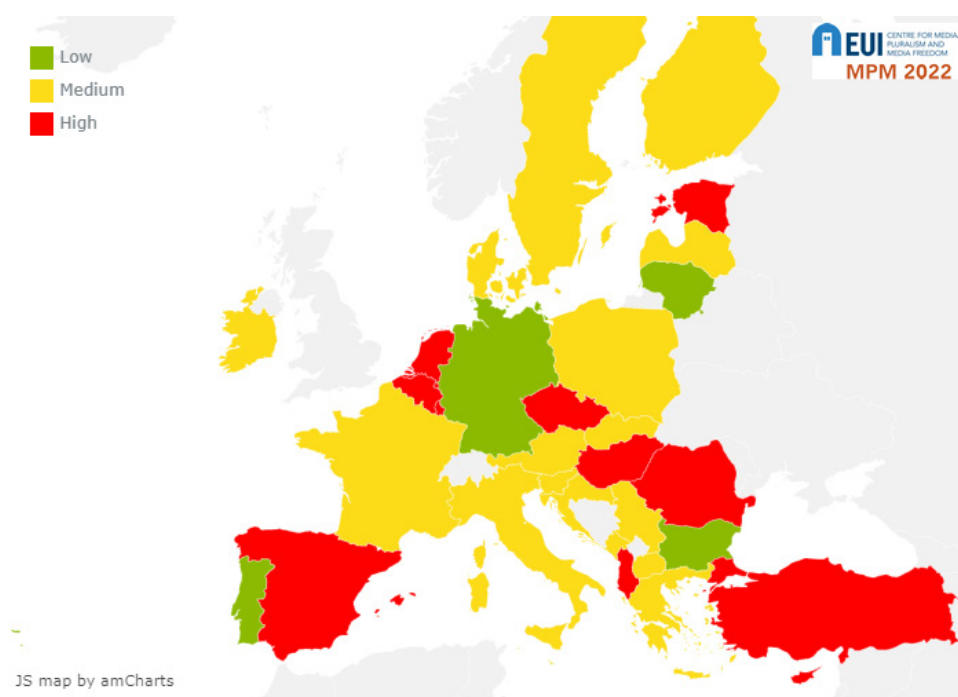 Low
Medium
High
EUI
CENTRE FOR MEDIA
PLURALISM AND
MEDIA FREEDOM
MPM 2022
JS map by amCharts